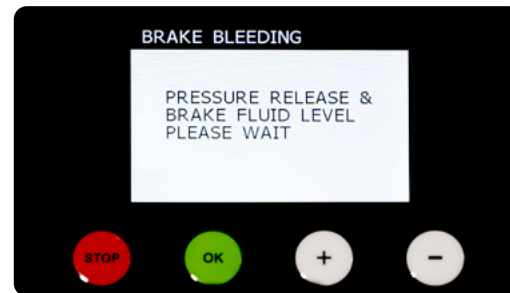 BRAKE BLEEDING
PRESSURE RELEASE &
BRAKE FLUID LEVEL
PLEASE WAIT
STOP
OK
+
-